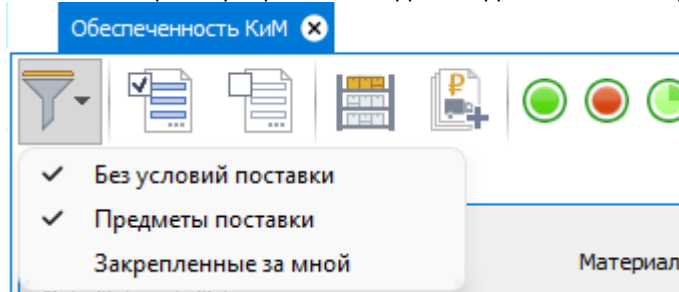 Обеспеченность КиМ
Без условий поставки
Предметы поставки
Закрепленные за мной
Материал